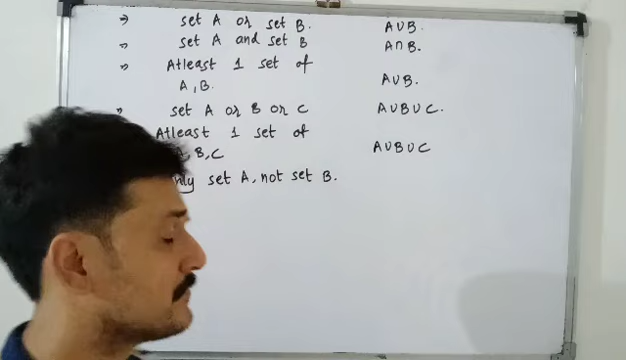 → set A or set B. A∪B.
→ set A and set B A∩B.
→ Atleast 1 set of
A, B. A∪B.
set A or B or C A∪B∪C.
Atleast 1 set of
B, C A∪B∪C
set A, not set B.